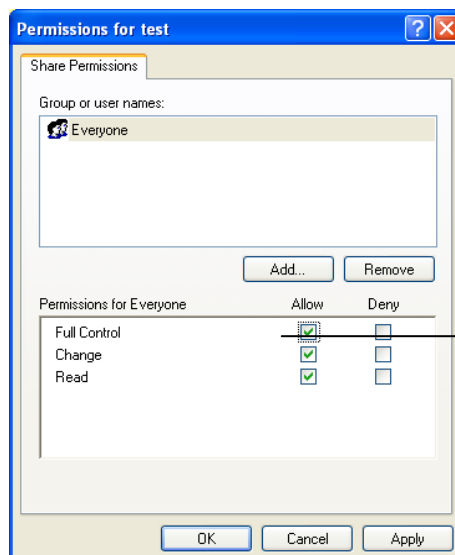 Permissions for test
Share Permissions
Group or user names:
Everyone
Add... Remove
Permissions for Everyone Allow Deny
Full Control
Change
Read
OK Cancel Apply